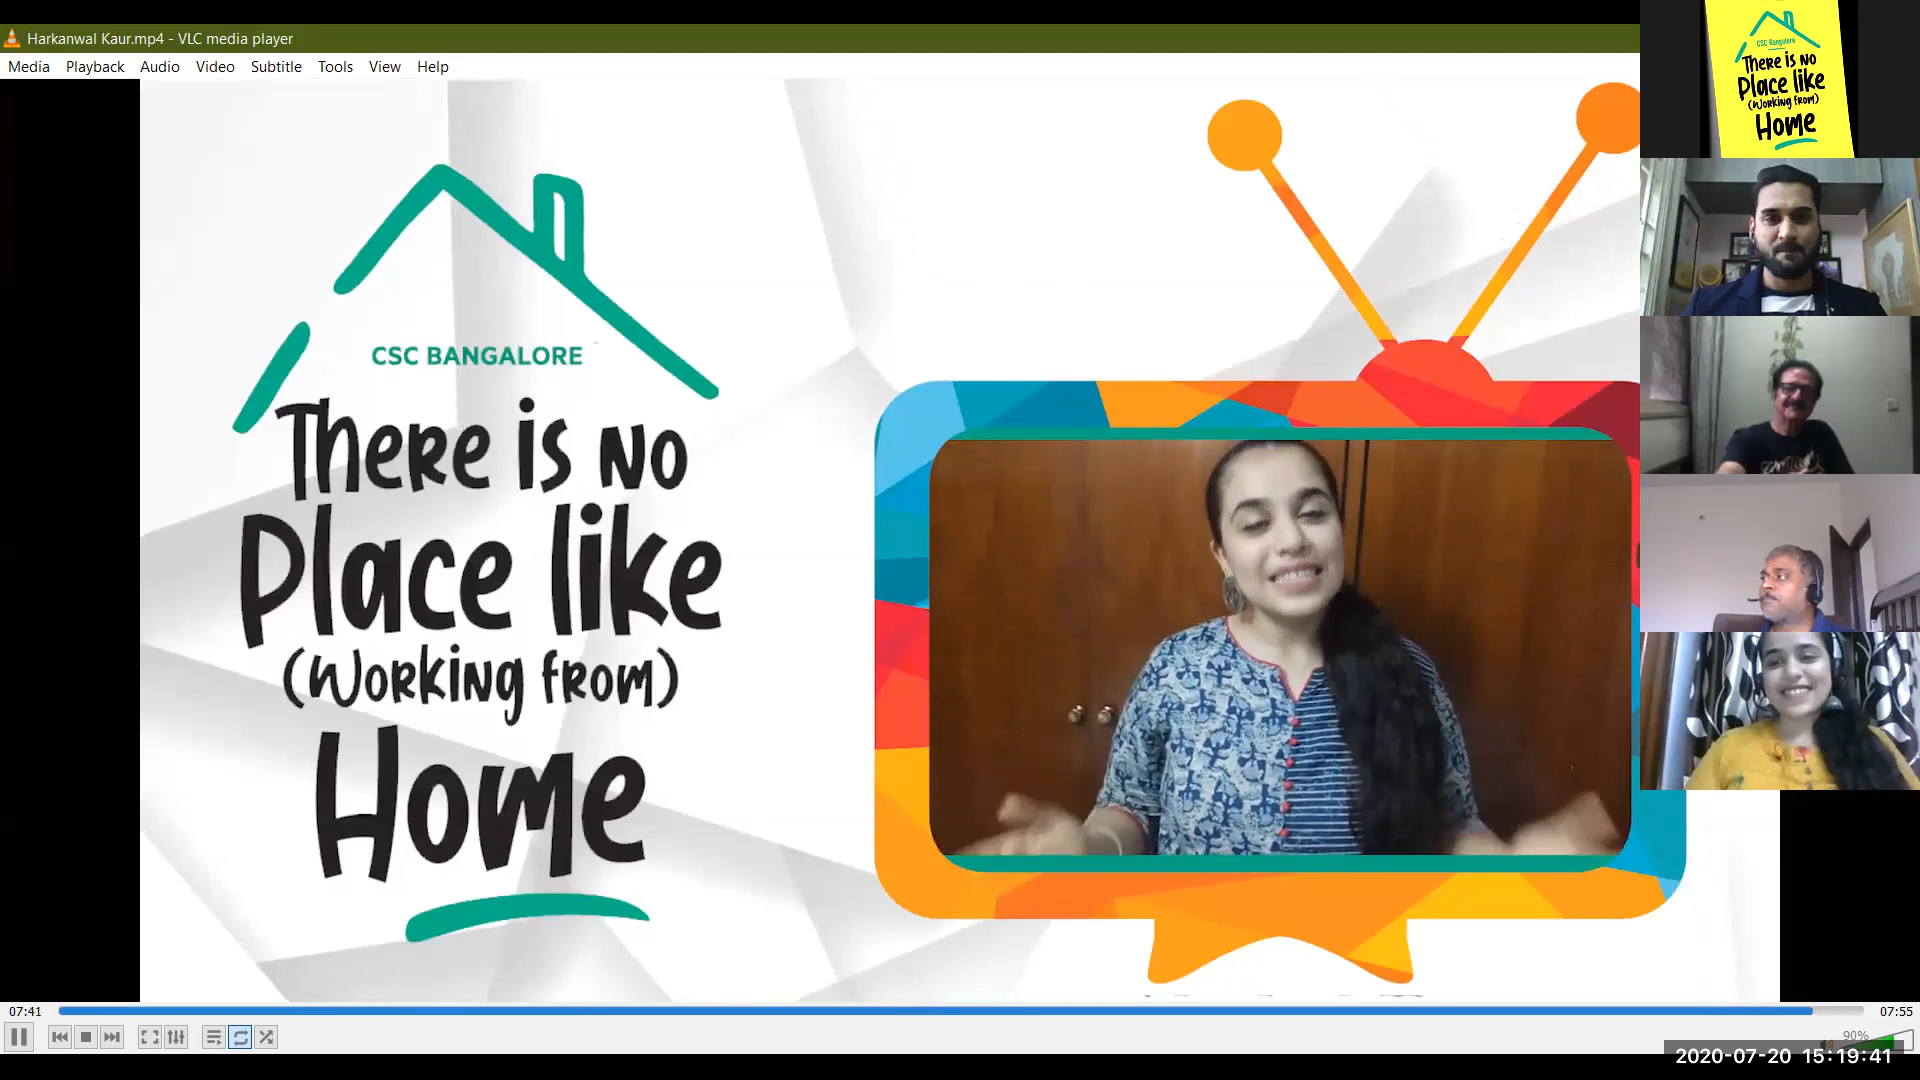 Harkanwal Kaur.mp4 - VLC media player
Media Playback Audio Video Subtitle Tools View Help
CSC BANGALORE
There is no
Place like
(Working from)
Home
CSC Bangalore
There is no
Place like
(Working from)
Home
07:41
07:55
90%
2020-07-20 15:19:41